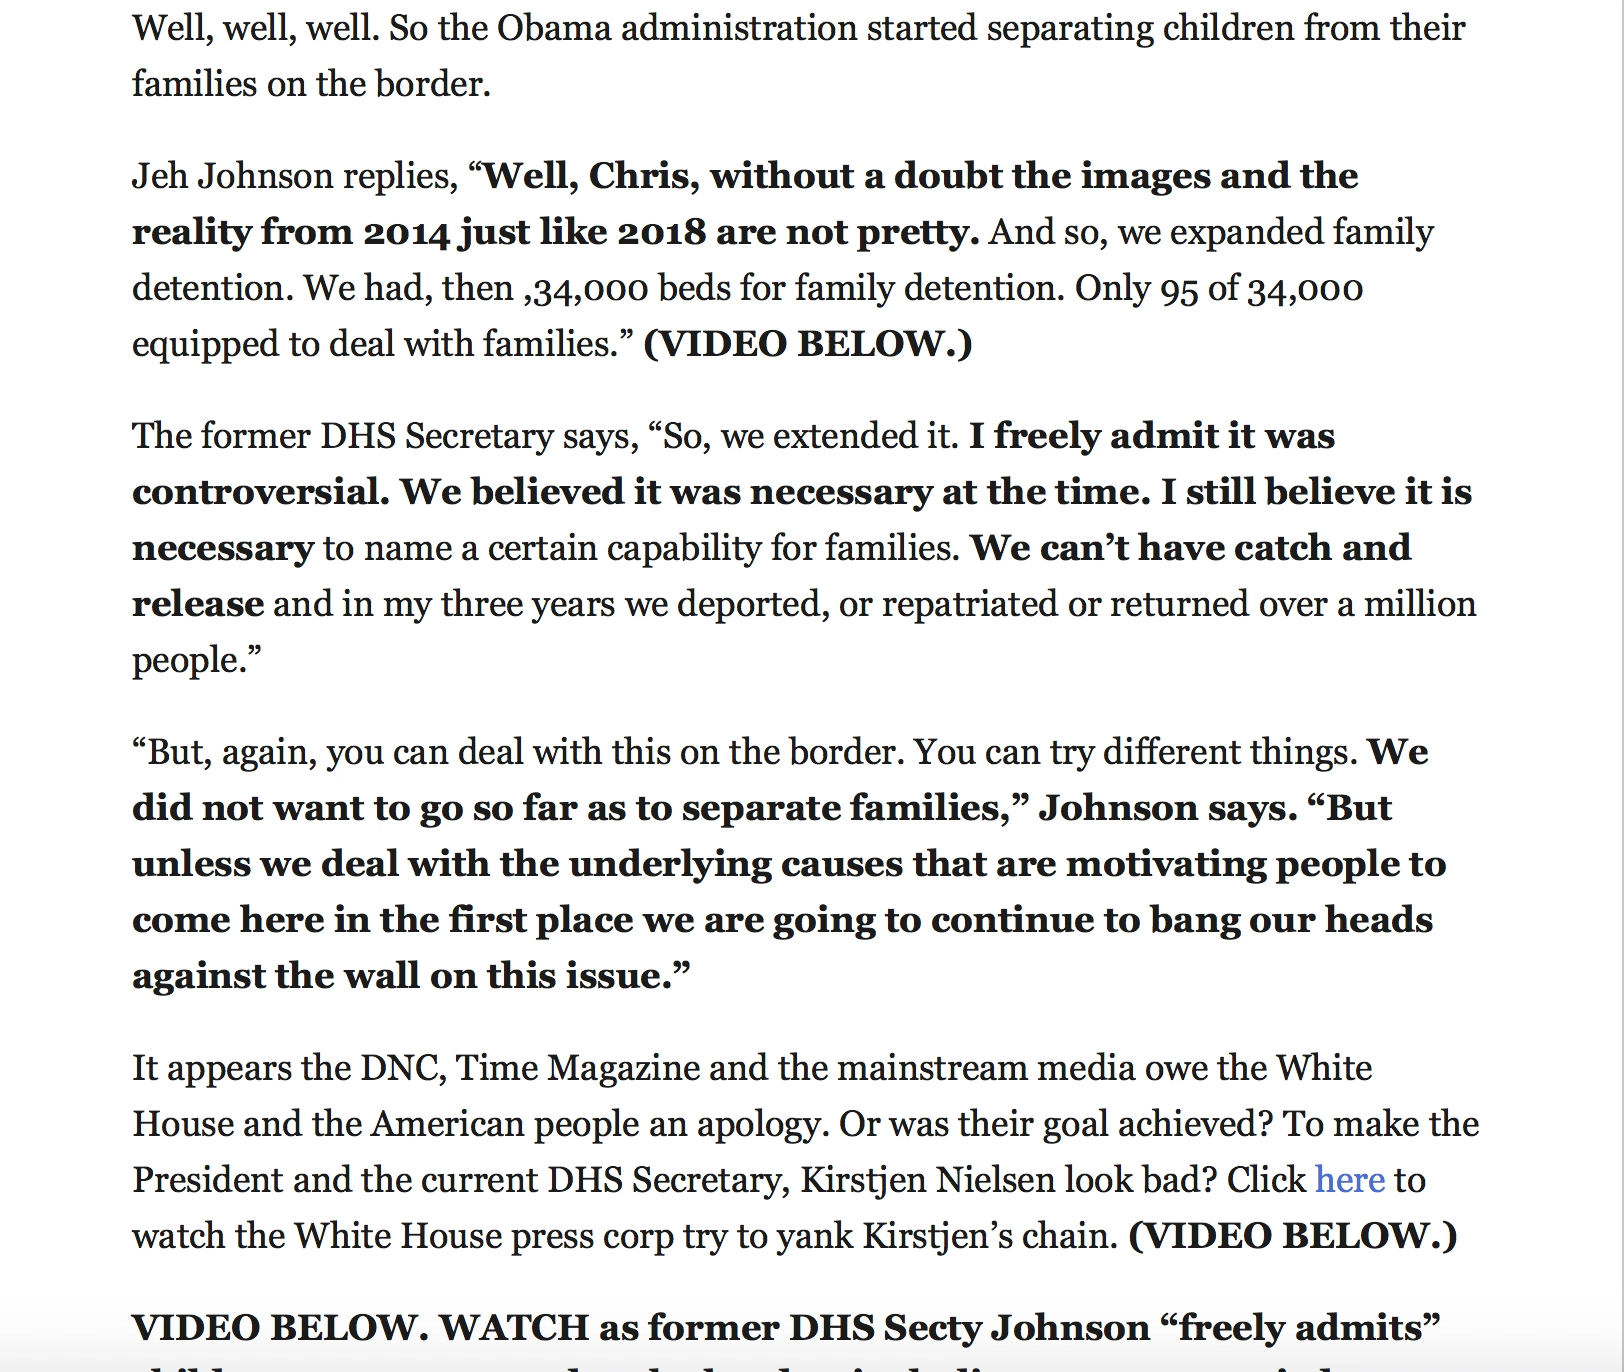 Well, well, well. So the Obama administration started separating children from their
families on the border.
Jeh Johnson replies, “Well, Chris, without a doubt the images and the
reality from 2014 just like 2018 are not pretty. And so, we expanded family
detention. We had, then ,34,000 beds for family detention. Only 95 of 34,000
equipped to deal with families.” (VIDEO BELOW.)
The former DHS Secretary says, “So, we extended it. I freely admit it was
controversial. We believed it was necessary at the time. I still believe it is
necessary to name a certain capability for families. We can’t have catch and
release and in my three years we deported, or repatriated or returned over a million
people.”
“But, again, you can deal with this on the border. You can try different things. We
did not want to go so far as to separate families,” Johnson says. “But
unless we deal with the underlying causes that are motivating people to
come here in the first place we are going to continue to bang our heads
against the wall on this issue.”
It appears the DNC, Time Magazine and the mainstream media owe the White
House and the American people an apology. Or was their goal achieved? To make the
President and the current DHS Secretary, Kirstjen Nielsen look bad? Click here to
watch the White House press corp try to yank Kirstjen’s chain. (VIDEO BELOW.)
VIDEO BELOW. WATCH as former DHS Secty Johnson “freely admits”